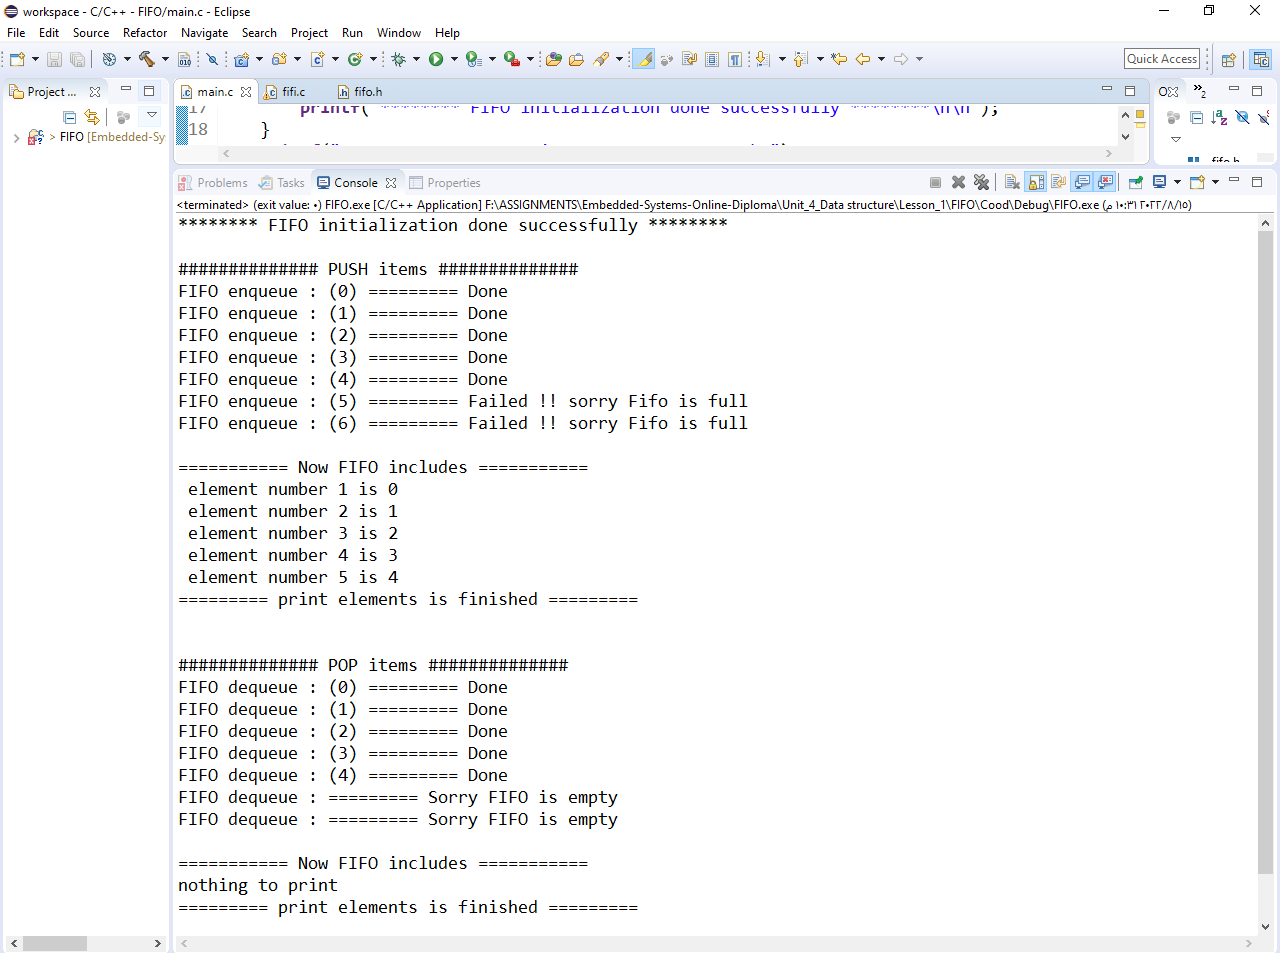 workspace - C/C++ - FIFO/main.c - Eclipse
File Edit Source Refactor Navigate Search Project Run Window Help
Quick Access
Project ...
main.c
fifi.c
fifo.h
2
17 printf("******** FIFO initialization done successfully ********\n\n");
18 }
FIFO [Embedded-Sy
fifo.h
Problems Tasks Console Properties
<terminated> (exit value: ٠) FIFO.exe [C/C++ Application] F:\ASSIGNMENTS\Embedded-Systems-Online-Diploma\Unit_4_Data structure\Lesson_1\FIFO\Cood\Debug\FIFO.exe (٢٠٢٢/٨/١٥ ١٠:٣١ م)
******** FIFO initialization done successfully ********
############## PUSH items ##############
FIFO enqueue : (0) ========= Done
FIFO enqueue : (1) ========= Done
FIFO enqueue : (2) ========= Done
FIFO enqueue : (3) ========= Done
FIFO enqueue : (4) ========= Done
FIFO enqueue : (5) ========= Failed !! sorry Fifo is full
FIFO enqueue : (6) ========= Failed !! sorry Fifo is full
=========== Now FIFO includes ===========
element number 1 is 0
element number 2 is 1
element number 3 is 2
element number 4 is 3
element number 5 is 4
========= print elements is finished =========
############## POP items ##############
FIFO dequeue : (0) ========= Done
FIFO dequeue : (1) ========= Done
FIFO dequeue : (2) ========= Done
FIFO dequeue : (3) ========= Done
FIFO dequeue : (4) ========= Done
FIFO dequeue : ========= Sorry FIFO is empty
FIFO dequeue : ========= Sorry FIFO is empty
=========== Now FIFO includes ===========
nothing to print
========= print elements is finished =========